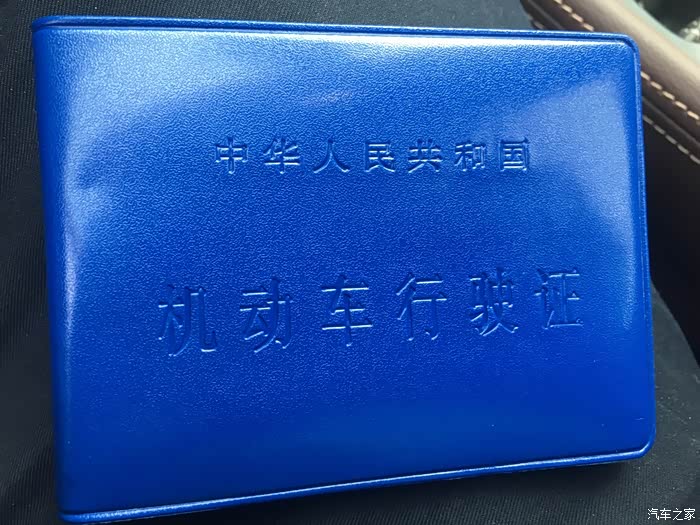 中华人民共和国
机动车行驶证
汽车之家